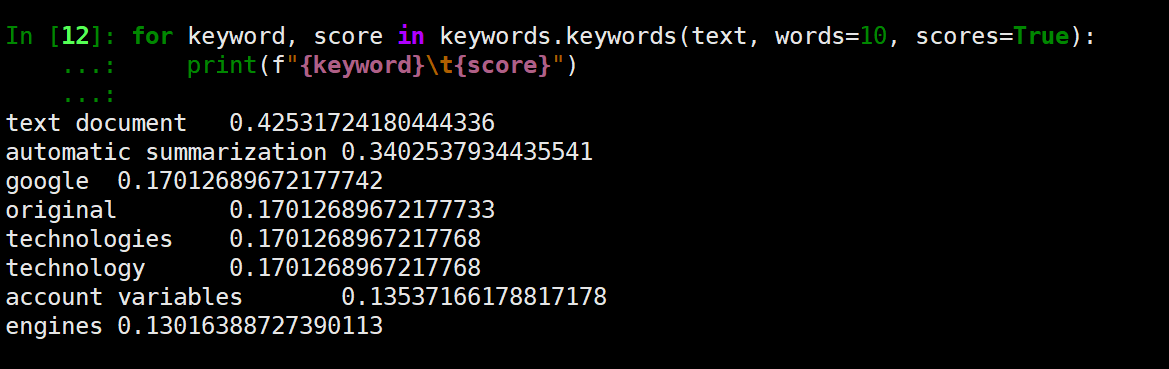 In [12]: for keyword, score in keywords.keywords(text, words=10, scores=True):
    ...:     print(f"{keyword}\t{score}")
    ...:
text document	0.42531724180444336
automatic summarization	0.3402537934435541
google	0.17012689672177742
original	0.17012689672177733
technologies	0.1701268967217768
technology	0.1701268967217768
account variables	0.13537166178817178
engines	0.13016388727390113